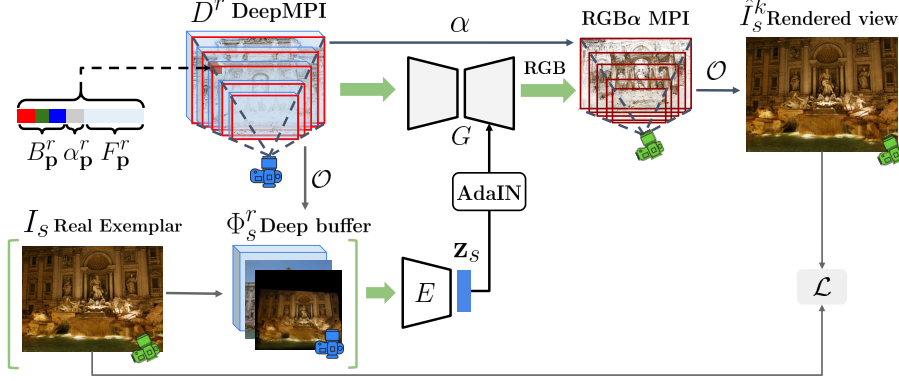 D^r DeepMPI
α
RGBα MPI
Î_s^k Rendered view
RGB
O
G
B_p^r α_p^r F_p^r
O
AdaIN
I_s Real Exemplar
Φ_s^r Deep buffer
z_s
E
L